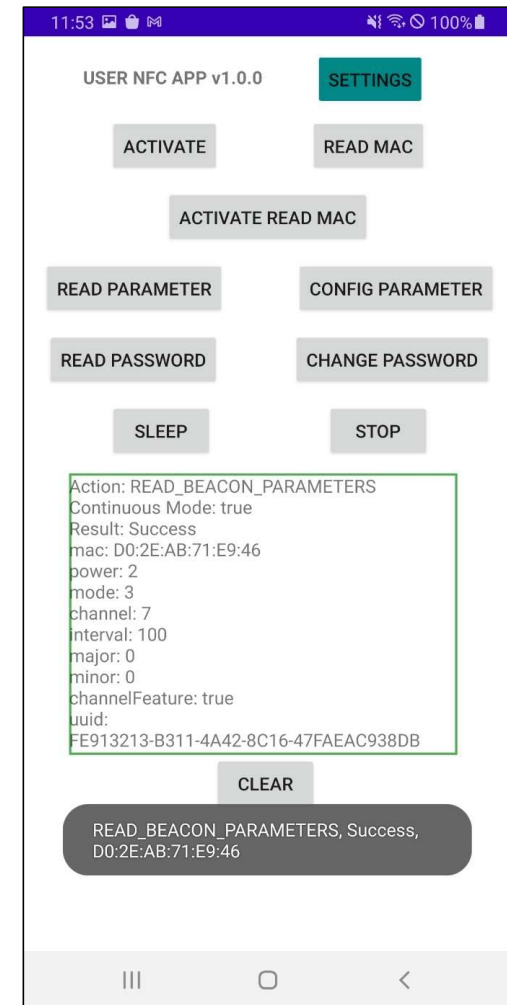 11:53 100%
USER NFC APP v1.0.0 SETTINGS
ACTIVATE READ MAC
ACTIVATE READ MAC
READ PARAMETER CONFIG PARAMETER
READ PASSWORD CHANGE PASSWORD
SLEEP STOP
Action: READ_BEACON_PARAMETERS
Continuous Mode: true
Result: Success
mac: D0:2E:AB:71:E9:46
power: 2
mode: 3
channel: 7
interval: 100
major: 0
minor: 0
channelFeature: true
uuid:
FE913213-B311-4A42-8C16-47FAEAC938DB
CLEAR
READ_BEACON_PARAMETERS, Success,
D0:2E:AB:71:E9:46